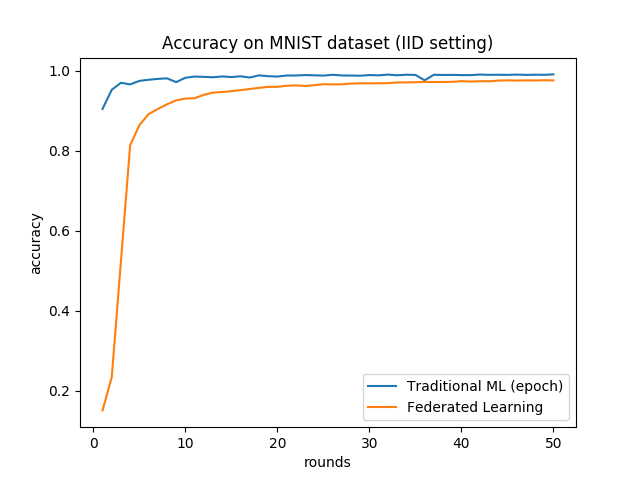 Accuracy on MNIST dataset (IID setting)
1.0
0.8
0.6
0.4
0.2
accuracy
0 10 20 30 40 50
rounds
Traditional ML (epoch)
Federated Learning